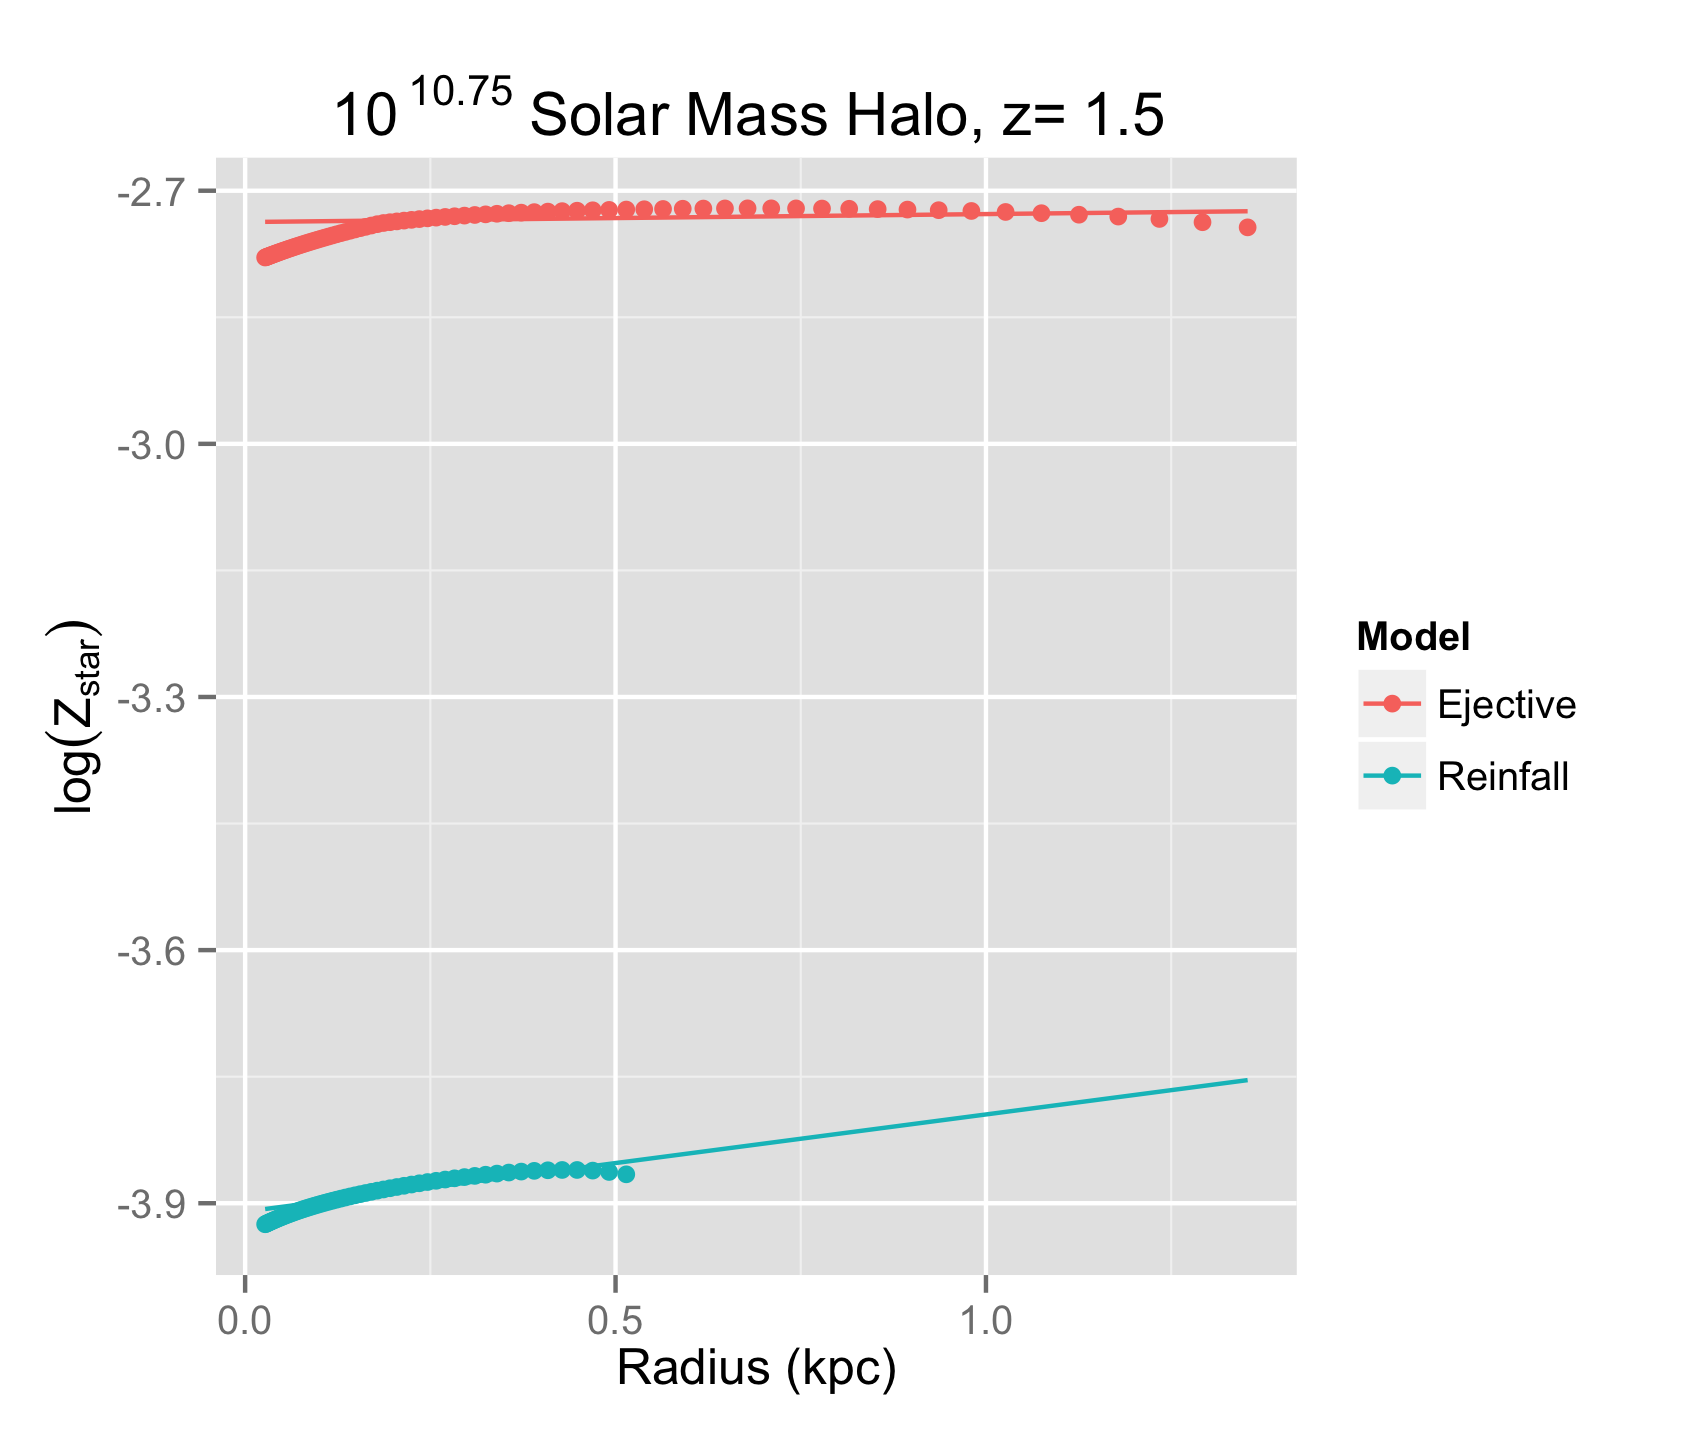 10^10.75 Solar Mass Halo, z= 1.5
-2.7
-3.0
-3.3
-3.6
-3.9
log(Z_star)
0.0 0.5 1.0
Radius (kpc)
Model
Ejective
Reinfall